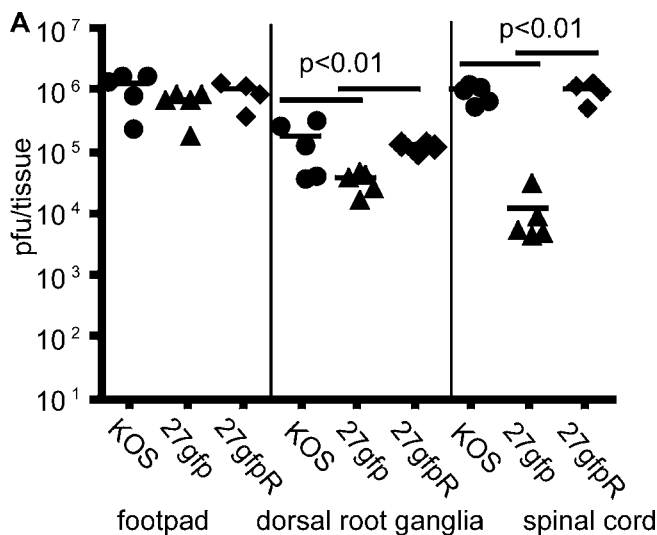 A
10^7
p<0.01
p<0.01
10^6
10^5
10^4
10^3
10^2
10^1
pfu/tissue
KOS 27gfp 27gfpR KOS 27gfp 27gfpR KOS 27gfp 27gfpR
footpad dorsal root ganglia spinal cord